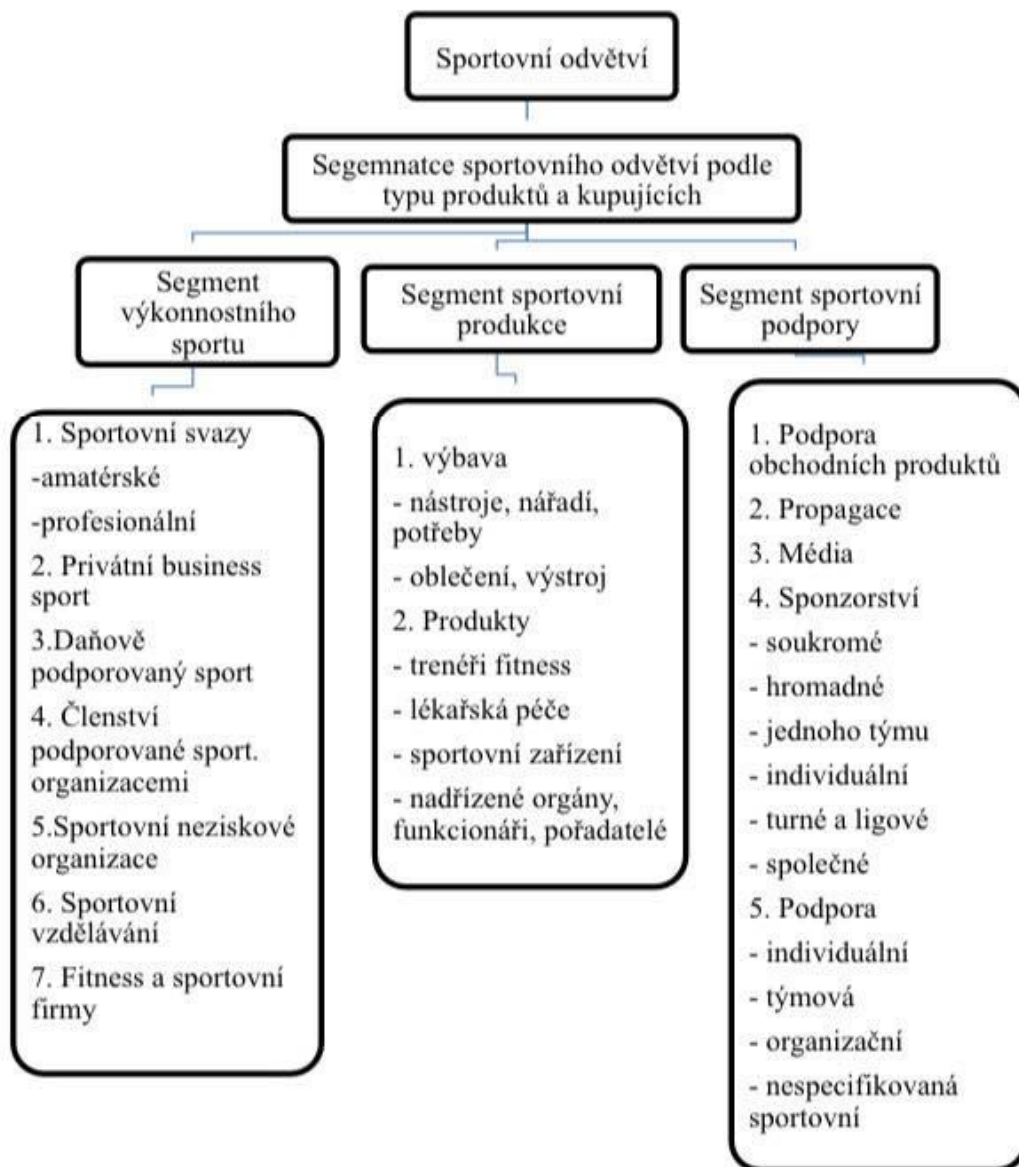 Sportovní odvětví
Segemnatce sportovního odvětví podle
typu produktů a kupujících
Segment
výkonnostního
sportu
Segment sportovní
produkce
Segment sportovní
podpory
1. Sportovní svazy
-amatérské
-profesionální
2. Privátní business
sport
3.Daňově
podporovaný sport
4. Členství
podporované sport.
organizacemi
5.Sportovní neziskové
organizace
6. Sportovní
vzdělávání
7. Fitness a sportovní
firmy
1. výbava
- nástroje, nářadí,
potřeby
- oblečení, výstroj
2. Produkty
- trenéři fitness
- lékařská péče
- sportovní zařízení
- nadřízené orgány,
funkcionáři, pořadatelé
1. Podpora
obchodních produktů
2. Propagace
3. Média
4. Sponzorství
- soukromé
- hromadné
- jednoho týmu
- individuální
- turné a ligové
- společné
5. Podpora
- individuální
- týmová
- organizační
- nespecifikovaná
sportovní